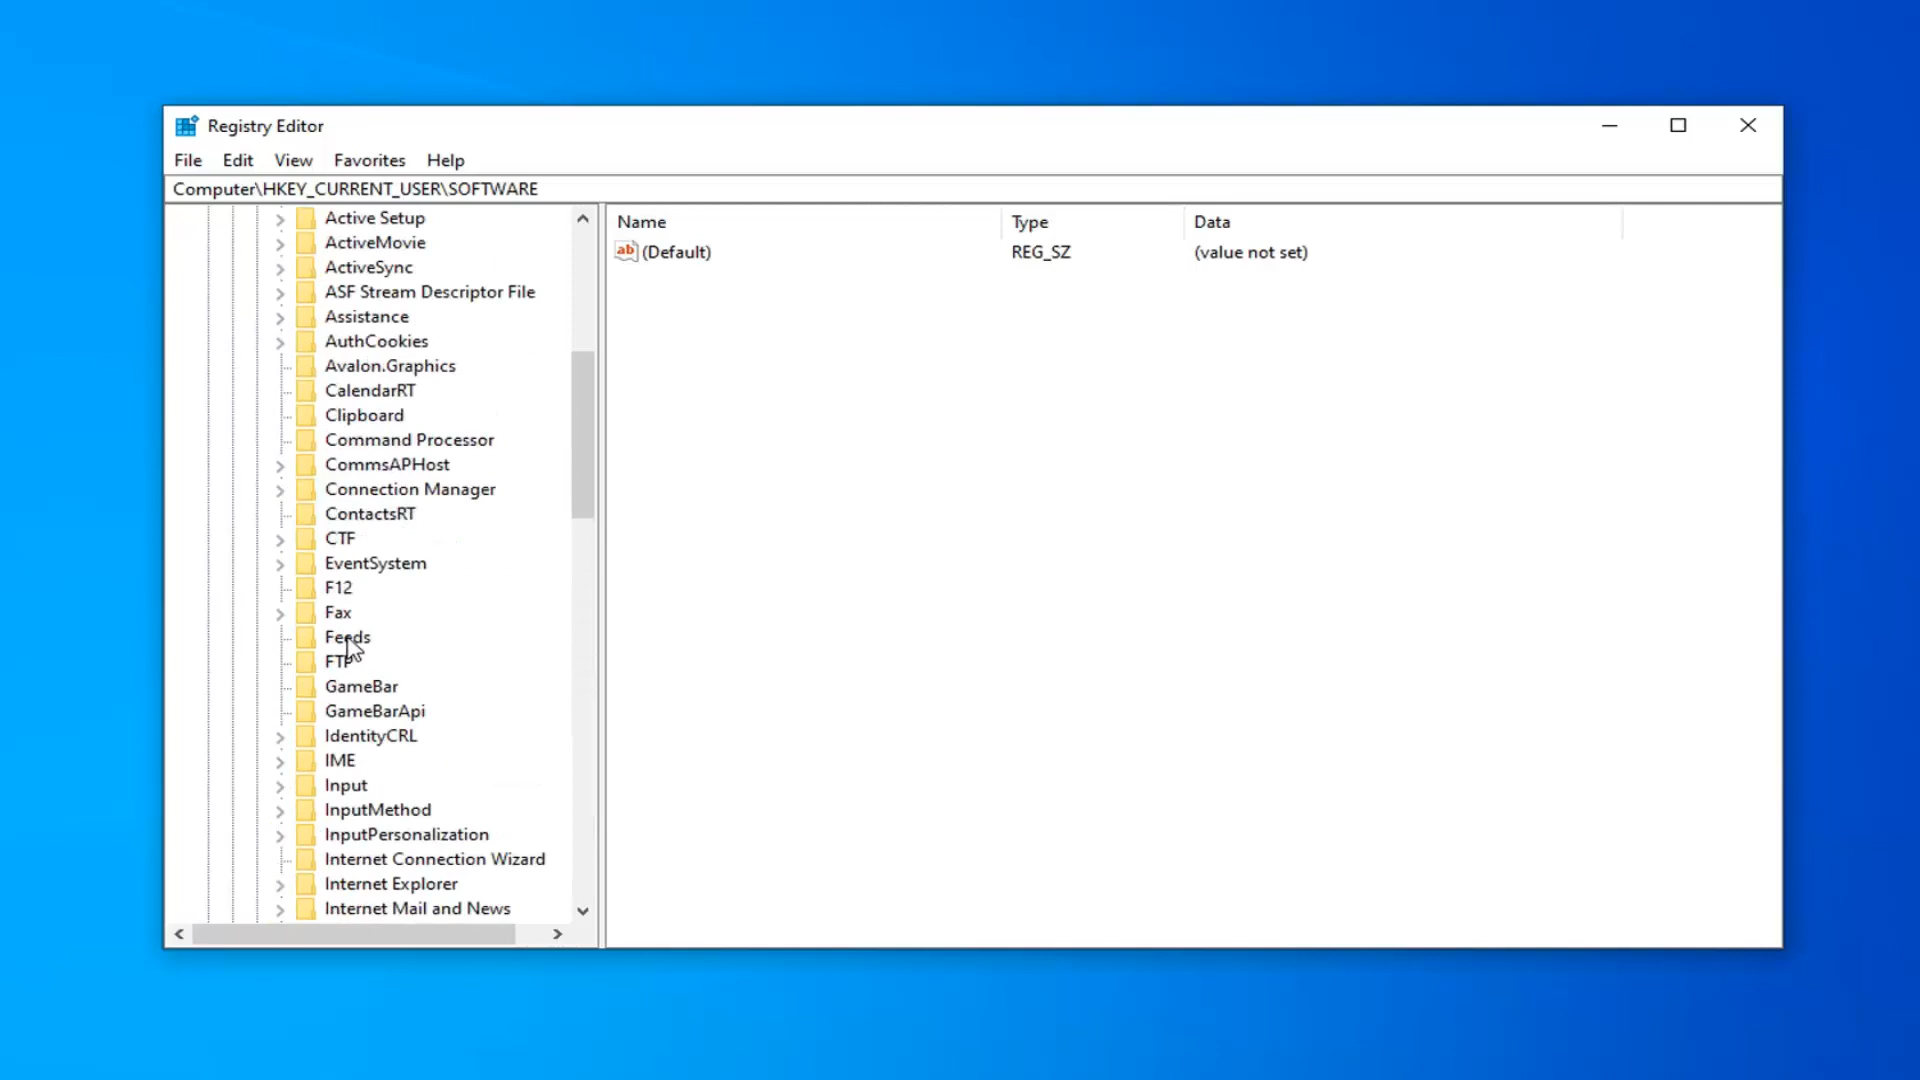 Registry Editor
File Edit View Favorites Help
Computer\HKEY_CURRENT_USER\SOFTWARE
Active Setup
ActiveMovie
ActiveSync
ASF Stream Descriptor File
Assistance
AuthCookies
Avalon.Graphics
CalendarRT
Clipboard
Command Processor
CommsAPHost
Connection Manager
ContactsRT
CTF
EventSystem
F12
Fax
Feeds
FTP
GameBar
GameBarApi
IdentityCRL
IME
Input
InputMethod
InputPersonalization
Internet Connection Wizard
Internet Explorer
Internet Mail and News
Name Type Data
ab (Default) REG_SZ (value not set)